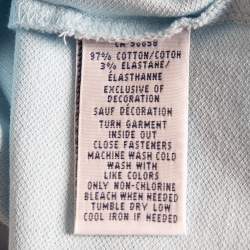 97% COTTON/COTON
3% ELASTANE/
ÉLASTHANNE
EXCLUSIVE OF
DECORATION
SAUF DÉCORATION
TURN GARMENT
INSIDE OUT
CLOSE FASTENERS
MACHINE WASH COLD
WASH WITH
LIKE COLORS
ONLY NON-CHLORINE
BLEACH WHEN NEEDED
TUMBLE DRY LOW
COOL IRON IF NEEDED